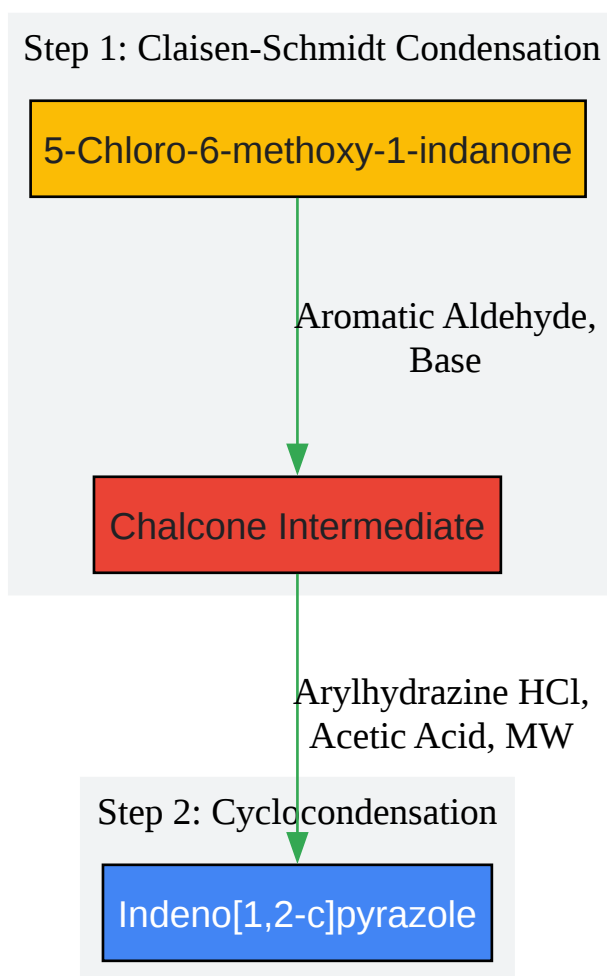 Step 1: Claisen-Schmidt Condensation
5-Chloro-6-methoxy-1-indanone
Aromatic Aldehyde,
Base
Chalcone Intermediate
Arylhydrazine HCl,
Acetic Acid, MW
Step 2: Cyclocondensation
Indeno[1,2-c]pyrazole